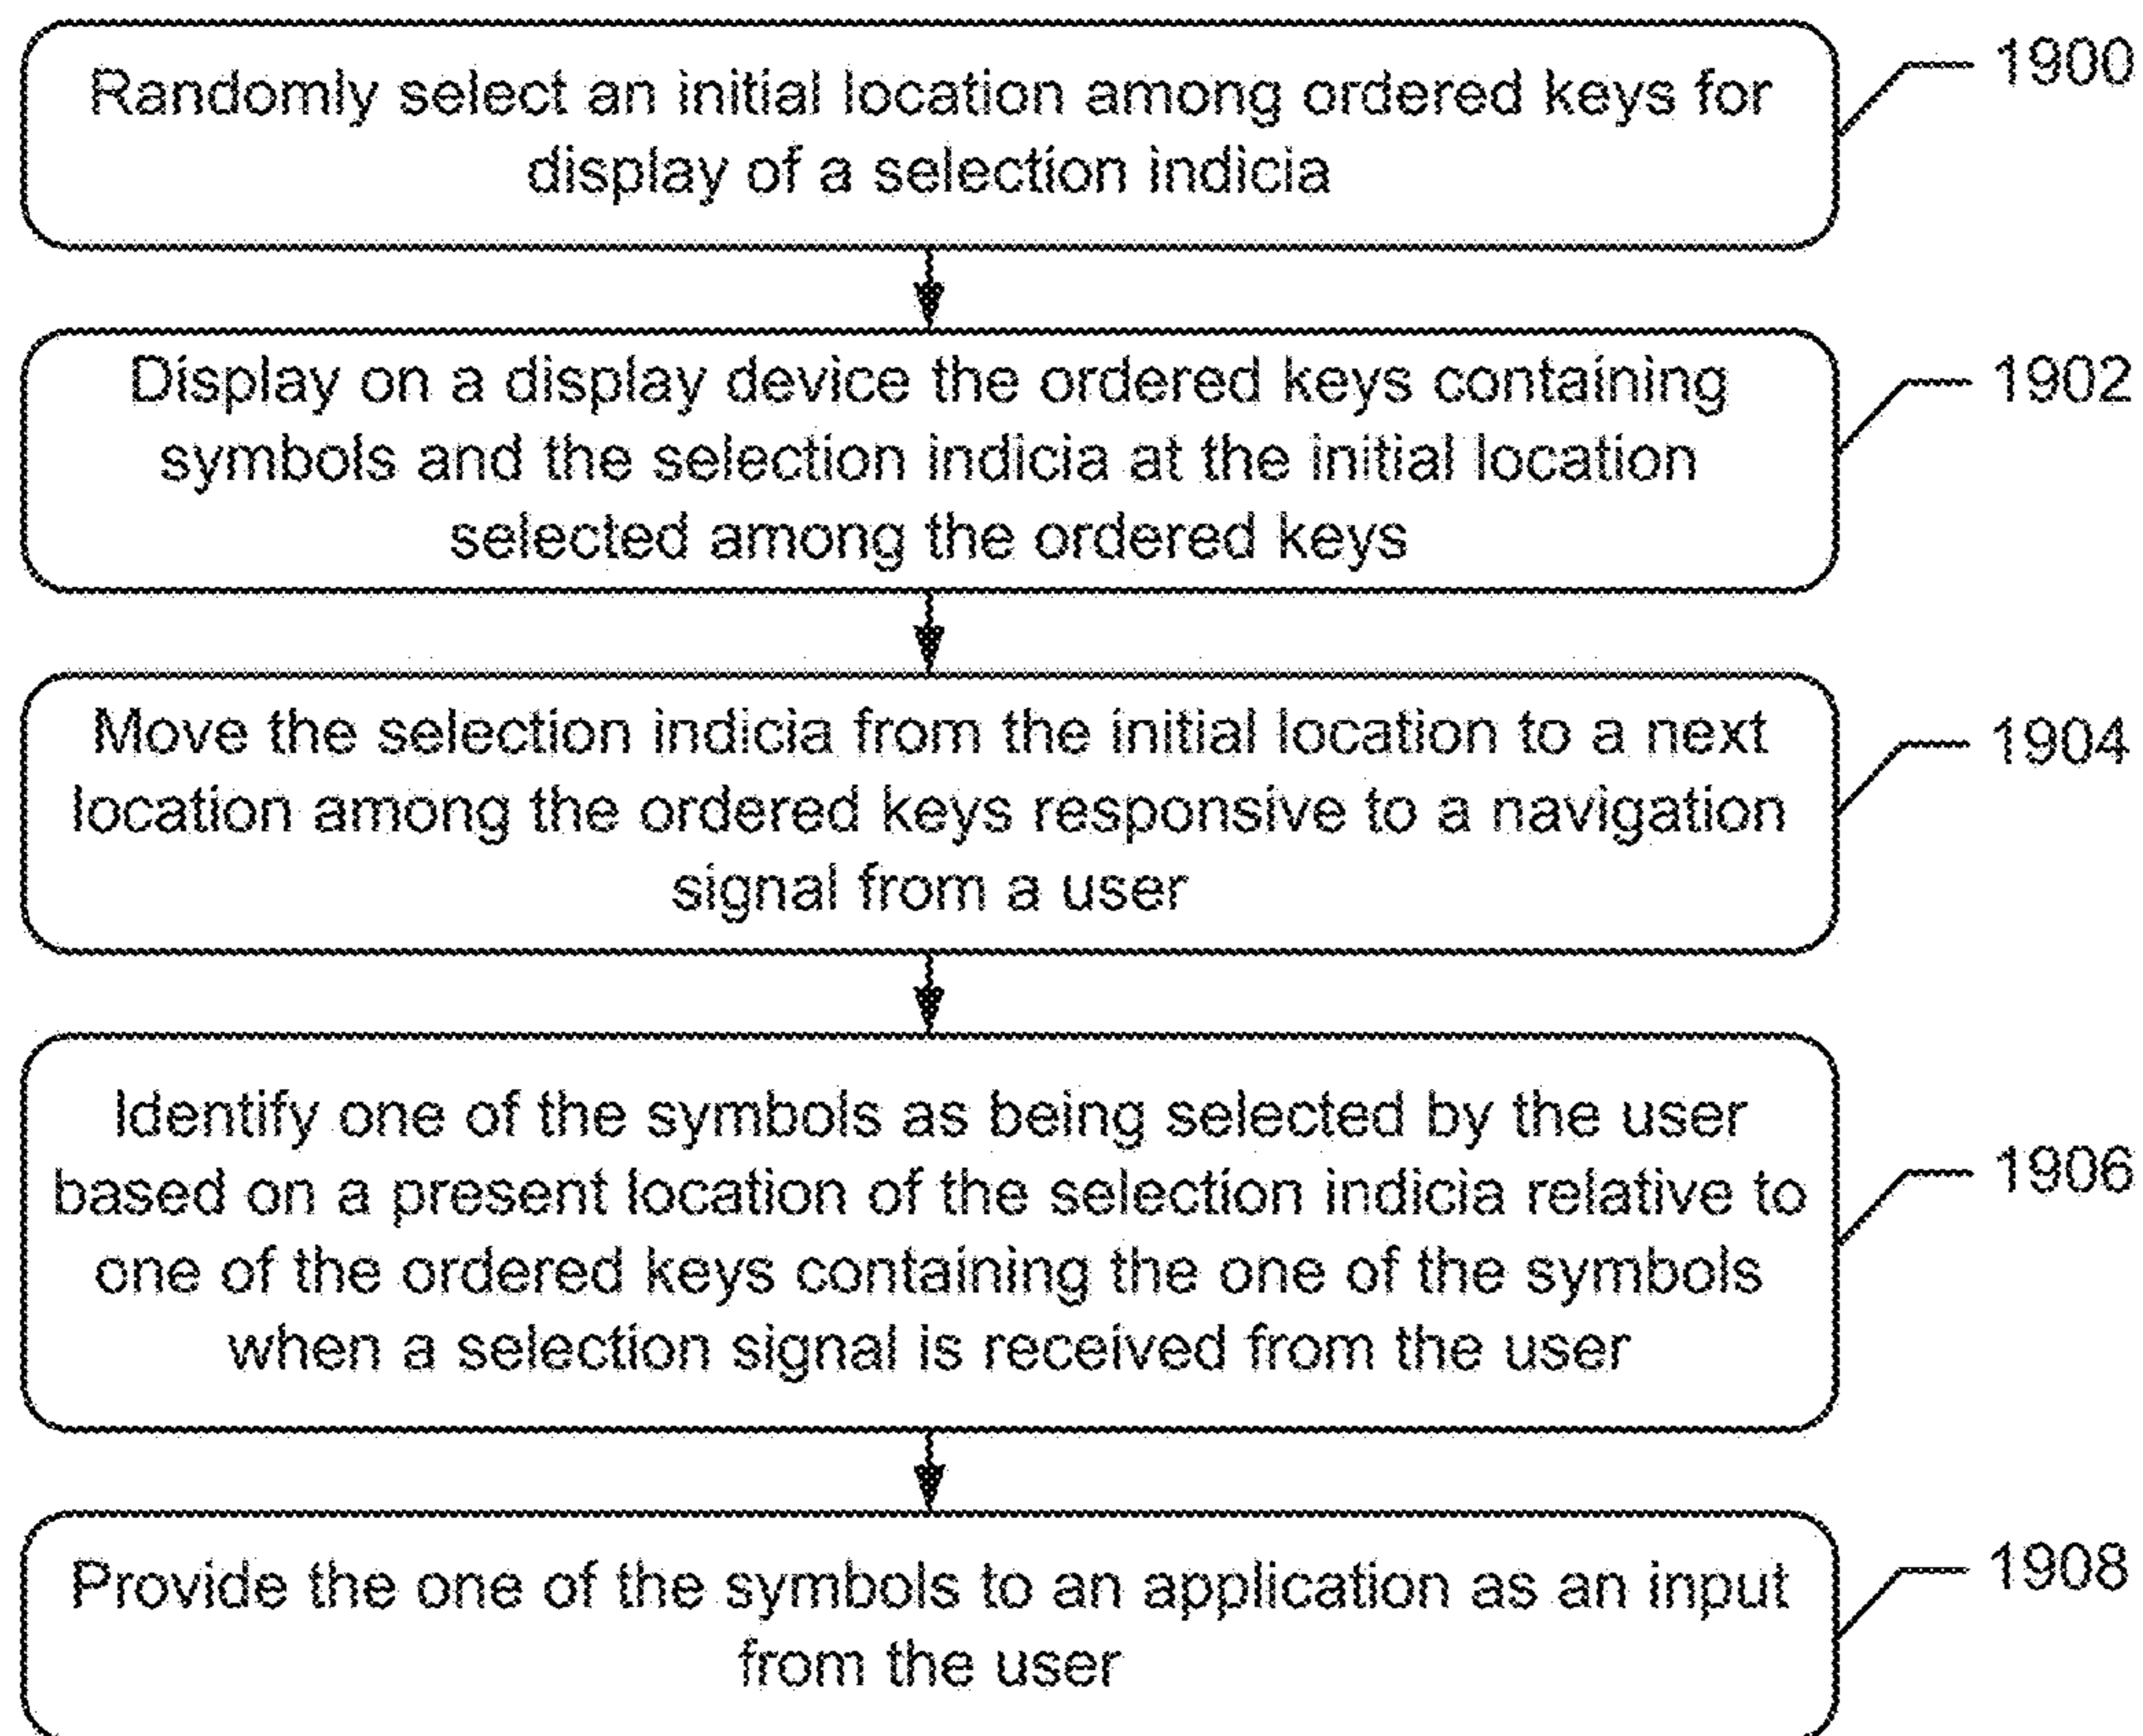 Randomly select an initial location among ordered keys for
display of a selection indicia
1900
Display on a display device the ordered keys containing
symbols and the selection indicia at the initial location
selected among the ordered keys
1902
Move the selection indicia from the initial location to a next
location among the ordered keys responsive to a navigation
signal from a user
1904
Identify one of the symbols as being selected by the user
based on a present location of the selection indicia relative to
one of the ordered keys containing the one of the symbols
when a selection signal is received from the user
1906
Provide the one of the symbols to an application as an input
from the user
1908